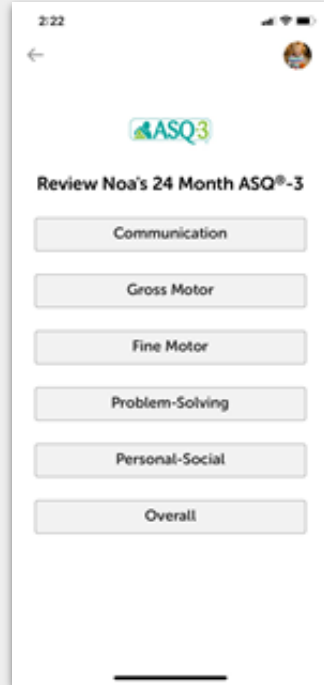 2:22
ASQ3
Review Noa's 24 Month ASQ®-3
Communication
Gross Motor
Fine Motor
Problem-Solving
Personal-Social
Overall